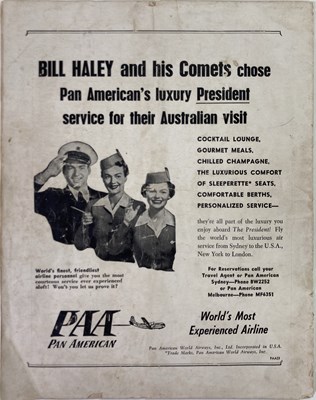 BILL HALEY and his Comets chose
Pan American's luxury President
service for their Australian visit
COCKTAIL LOUNGE,
GOURMET MEALS,
CHILLED CHAMPAGNE,
THE LUXURIOUS COMFORT
OF SLEEPERETTE* SEATS,
COMFORTABLE BERTHS,
PERSONALIZED SERVICE—
they're all part of the luxury you
enjoy aboard The President! Fly
the world's most luxurious air
service from Sydney to the U.S.A.,
New York to London.
World's finest, friendliest
airline personnel give you the most
courteous service ever experienced
aloft! Won't you let us prove it?
For Reservations call your
Travel Agent or Pan American
Sydney—Phone BW2252
or Pan American
Melbourne—Phone MF6351
PAA
PAN AMERICAN
World's Most
Experienced Airline
Pan American World Airways, Inc., Ltd. Incorporated in U.S.A.
*Trade Marks, Pan American World Airways, Inc.